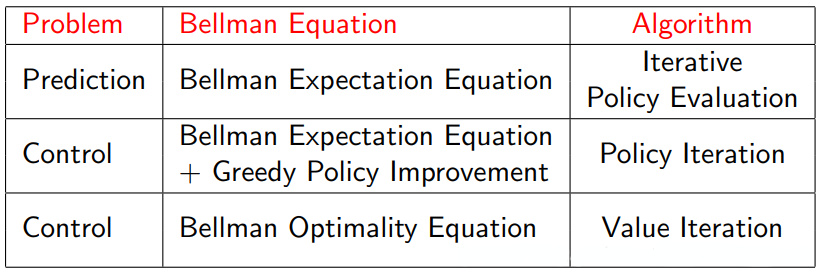 Problem Bellman Equation Algorithm
Prediction Bellman Expectation Equation Iterative
Policy Evaluation
Control Bellman Expectation Equation
+ Greedy Policy Improvement Policy Iteration
Control Bellman Optimality Equation Value Iteration